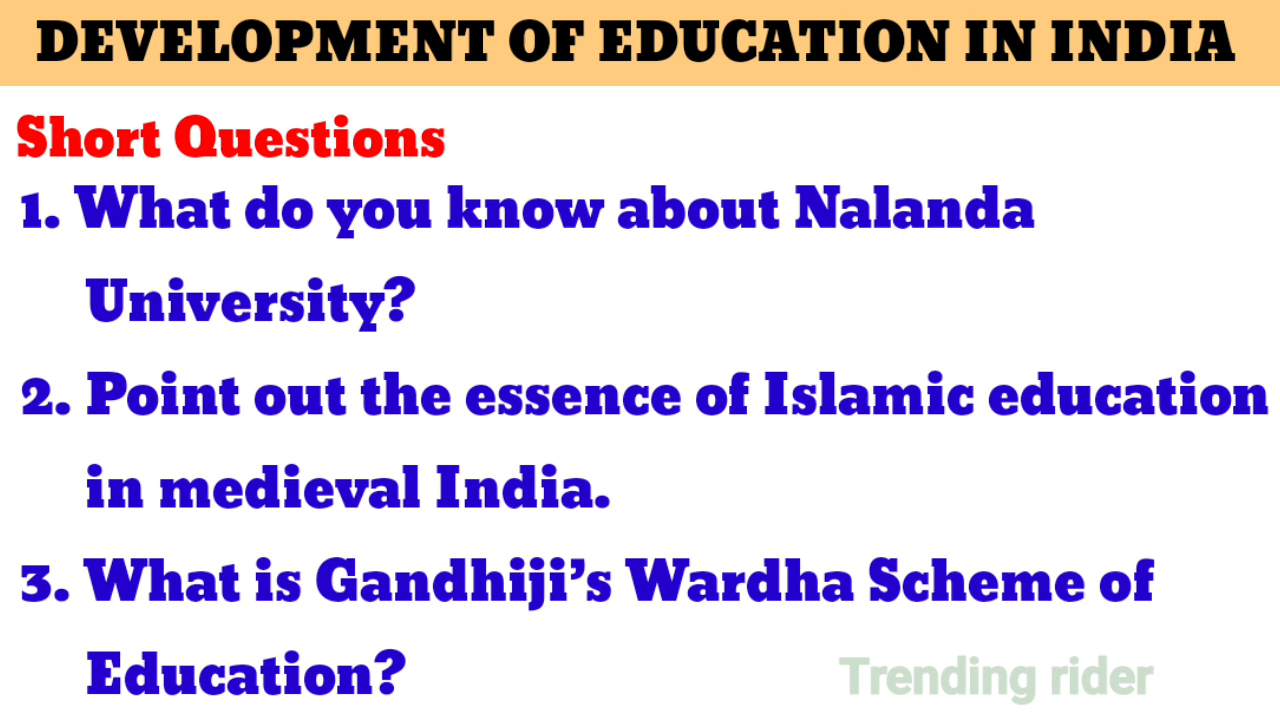 DEVELOPMENT OF EDUCATION IN INDIA
Short Questions
1. What do you know about Nalanda
University?
2. Point out the essence of Islamic education
in medieval India.
3. What is Gandhiji’s Wardha Scheme of
Education?
Trending rider